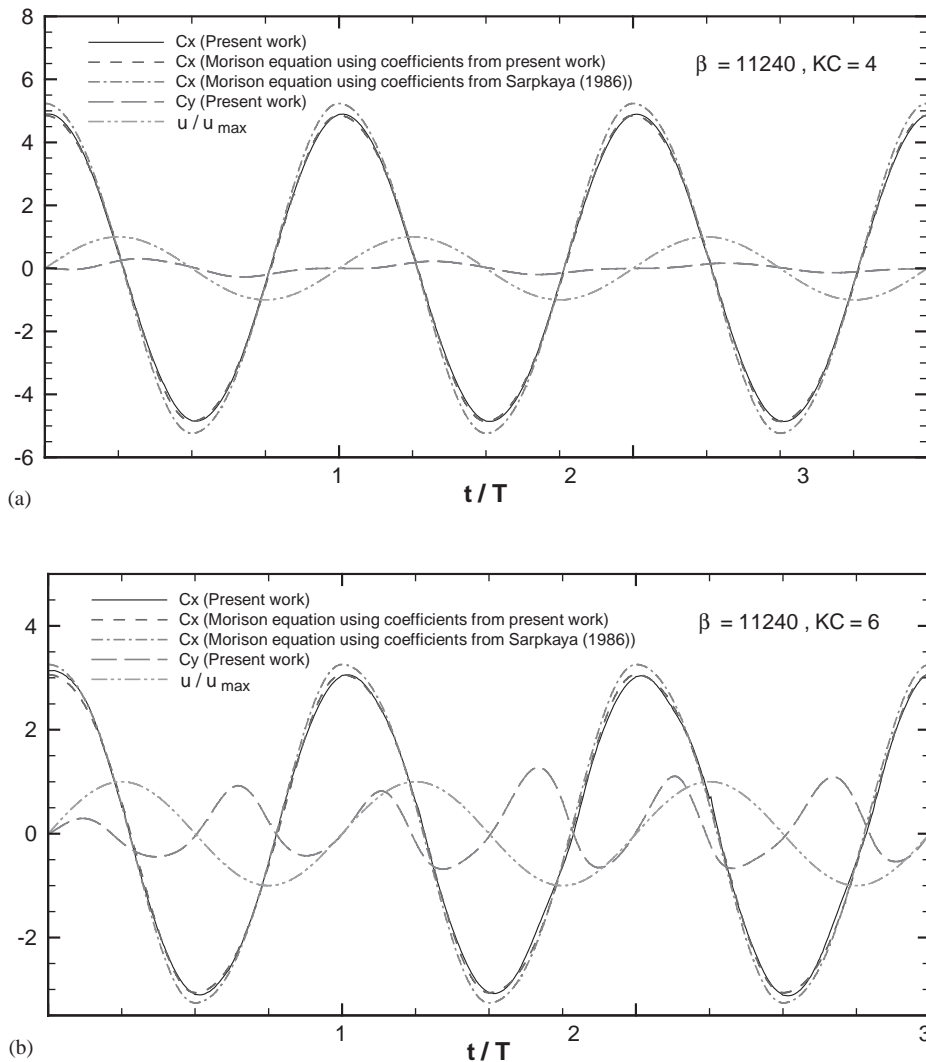 8
6
4
2
0
-2
-4
-6
Cx (Present work)
Cx (Morison equation using coefficients from present work)
Cx (Morison equation using coefficients from Sarpkaya (1986))
Cy (Present work)
u / u max
β = 11240 , KC = 4
1
2
3
t / T
(a)
4
2
0
-2
Cx (Present work)
Cx (Morison equation using coefficients from present work)
Cx (Morison equation using coefficients from Sarpkaya (1986))
Cy (Present work)
u / u max
β = 11240 , KC = 6
1
2
3
t / T
(b)